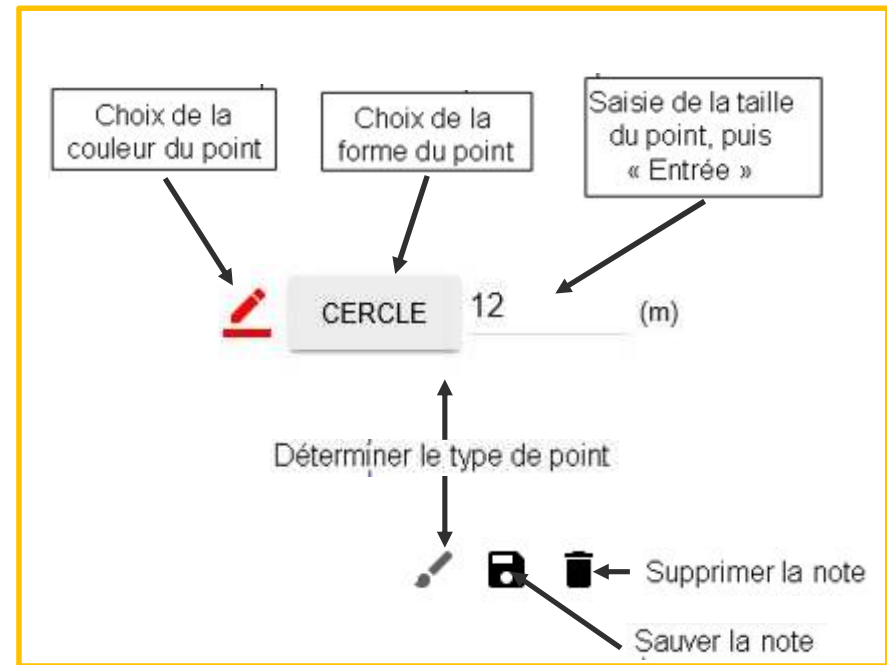 Choix de la
couleur du point
Choix de la
forme du point
Saisie de la taille
du point, puis
« Entrée »
CERCLE
12
(m)
Déterminer le type de point
Supprimer la note
Sauver la note